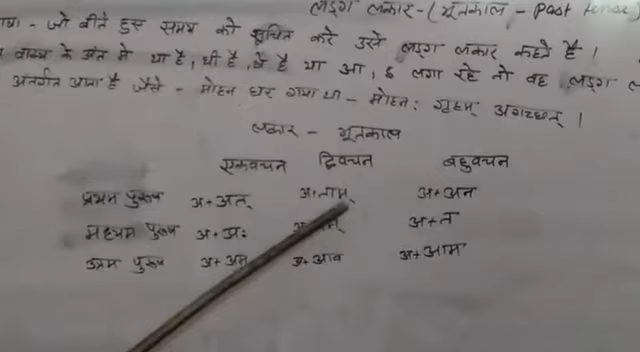 लङ्ग लकार-(भूतकाल - Past tense)
जो बीते हुए समय को सूचित करे उसे लङ्ग लकार कहते है।
वाक्य के अंत मे या है, थी है, है या आ, लगा रहे तो वह लङ्ग
अंतर्गत आता है जैसे - मोहन घर गया था - मोहन: गृहम् अगच्छत्।
लकार - भूतकाल
एकवचन द्विवचन बहुवचन
प्रथम पुरूष अ+अत् अ+ताम् अ+अन
मध्यम पुरूष अ+अः अ+त
उत्तम पुरूष अ+अम अ+आव अ+आम